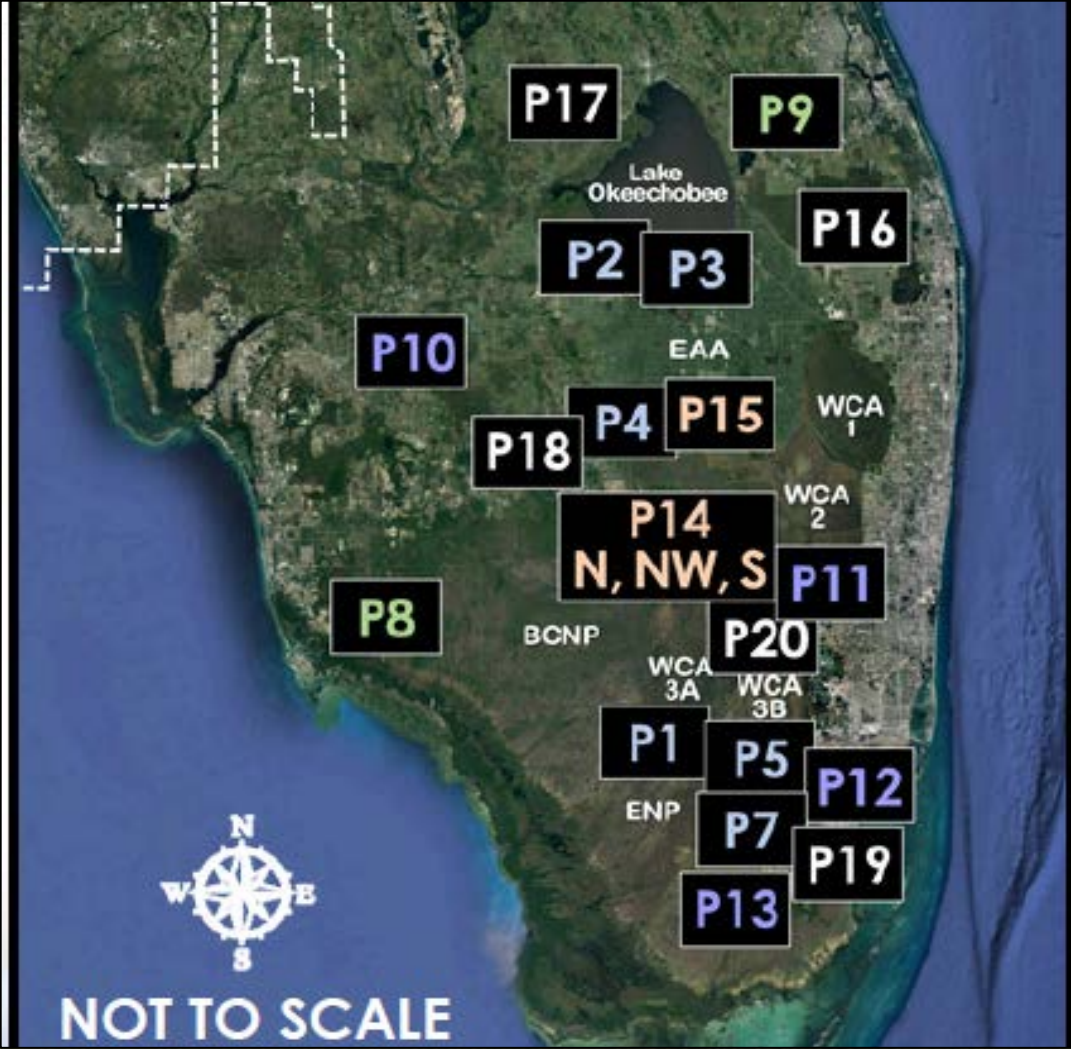 P17
P9
Lake
Okeechobee
P16
P2
P3
P10
EAA
P4
P15
WCA
1
P18
WCA
2
P14
N, NW, S
P11
P8
BCNP
P20
WCA
3A
WCA
3B
P1
P5
P12
ENP
P7
P19
P13
N
W
E
S
NOT TO SCALE